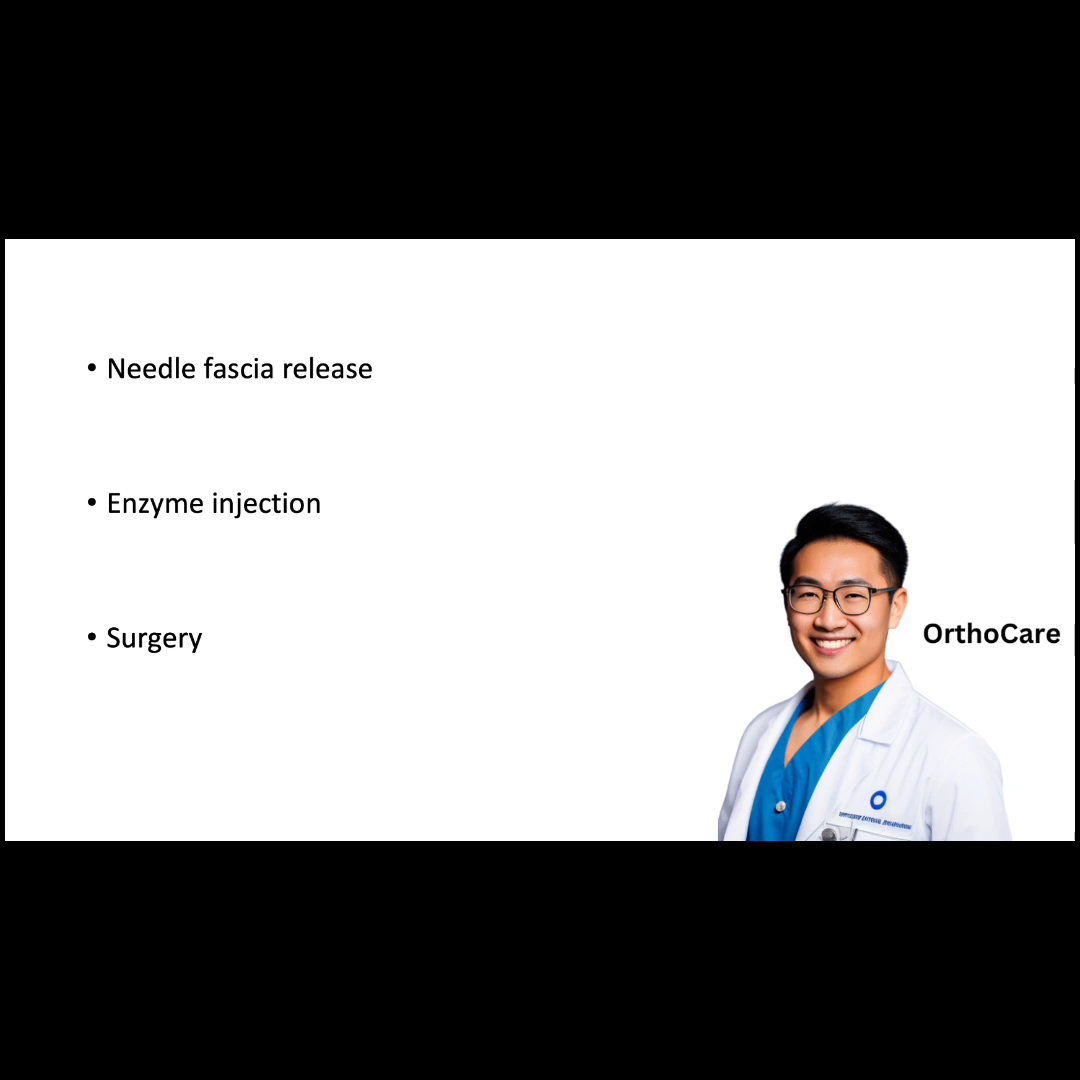 • Needle fascia release
• Enzyme injection
• Surgery
OrthoCare